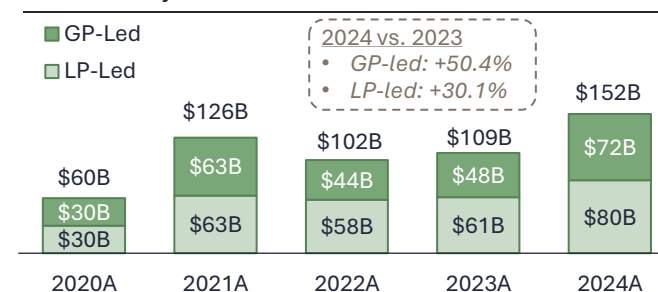 GP-Led
LP-Led
2024 vs. 2023
• GP-led: +50.4%
• LP-led: +30.1%
$60B
$30B
$30B
$126B
$63B
$63B
$102B
$44B
$58B
$109B
$48B
$61B
$152B
$72B
$80B
2020A 2021A 2022A 2023A 2024A